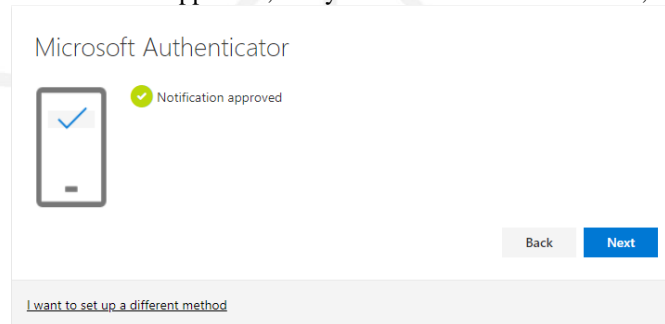 Microsoft Authenticator
Notification approved
Back
Next
I want to set up a different method